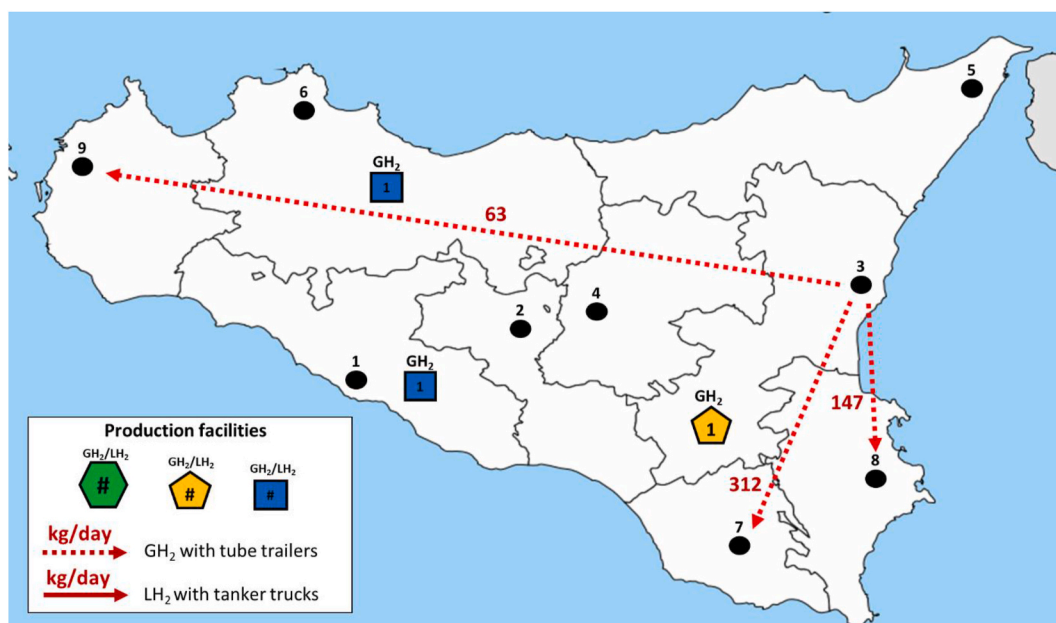 5
6
9
GH₂
1
63
3
4
2
1
GH₂
1
GH₂
1
147
8
312
7
Production facilities
GH₂/LH₂ GH₂/LH₂ GH₂/LH₂
# # #
kg/day
GH₂ with tube trailers
kg/day
LH₂ with tanker trucks